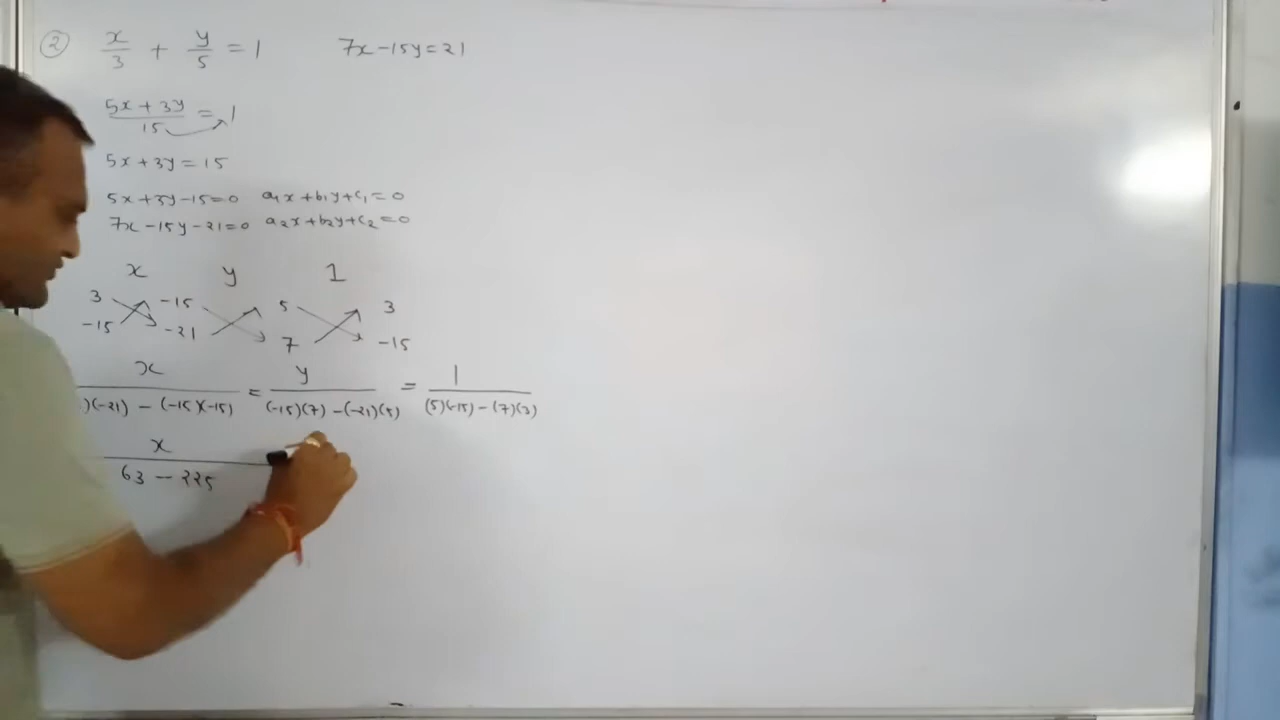 ② x/3 + y/5 = 1 7x-15y=21
(5x+3y)/15 = 1
5x+3y=15
5x+3y-15=0 a₁x+b₁y+c₁=0
7x-15y-21=0 a₂x+b₂y+c₂=0
x y 1
3 -15 5 3
-15 -21 7 -15
x = y = 1
)(-21) - (-15)(-15) (-15)(7) -(-21)(5) (5)(-15) - (7)(3)
x
63 - 225